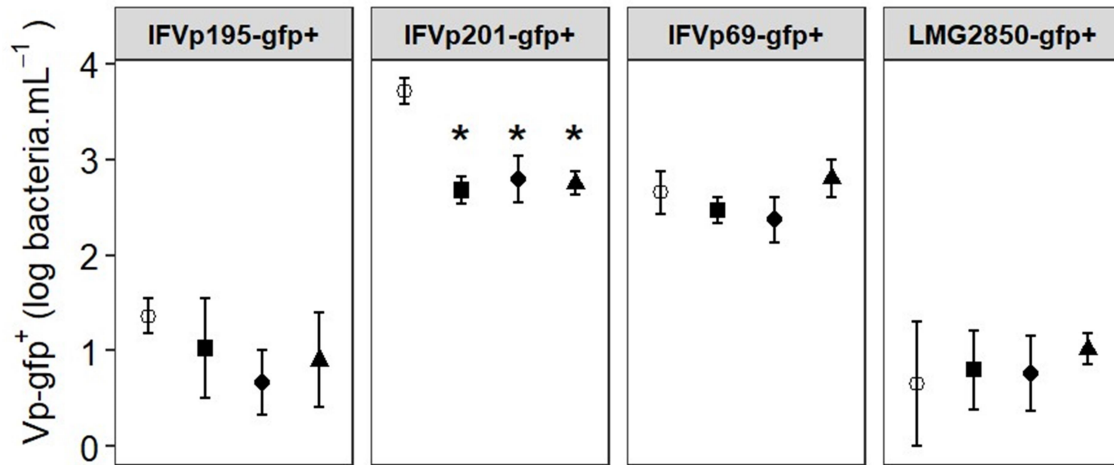 IFVp195-gfp+ IFVp201-gfp+ IFVp69-gfp+ LMG2850-gfp+
Vp-gfp⁺ (log bacteria.mL⁻¹ )
4
3
2
1
0
* * *